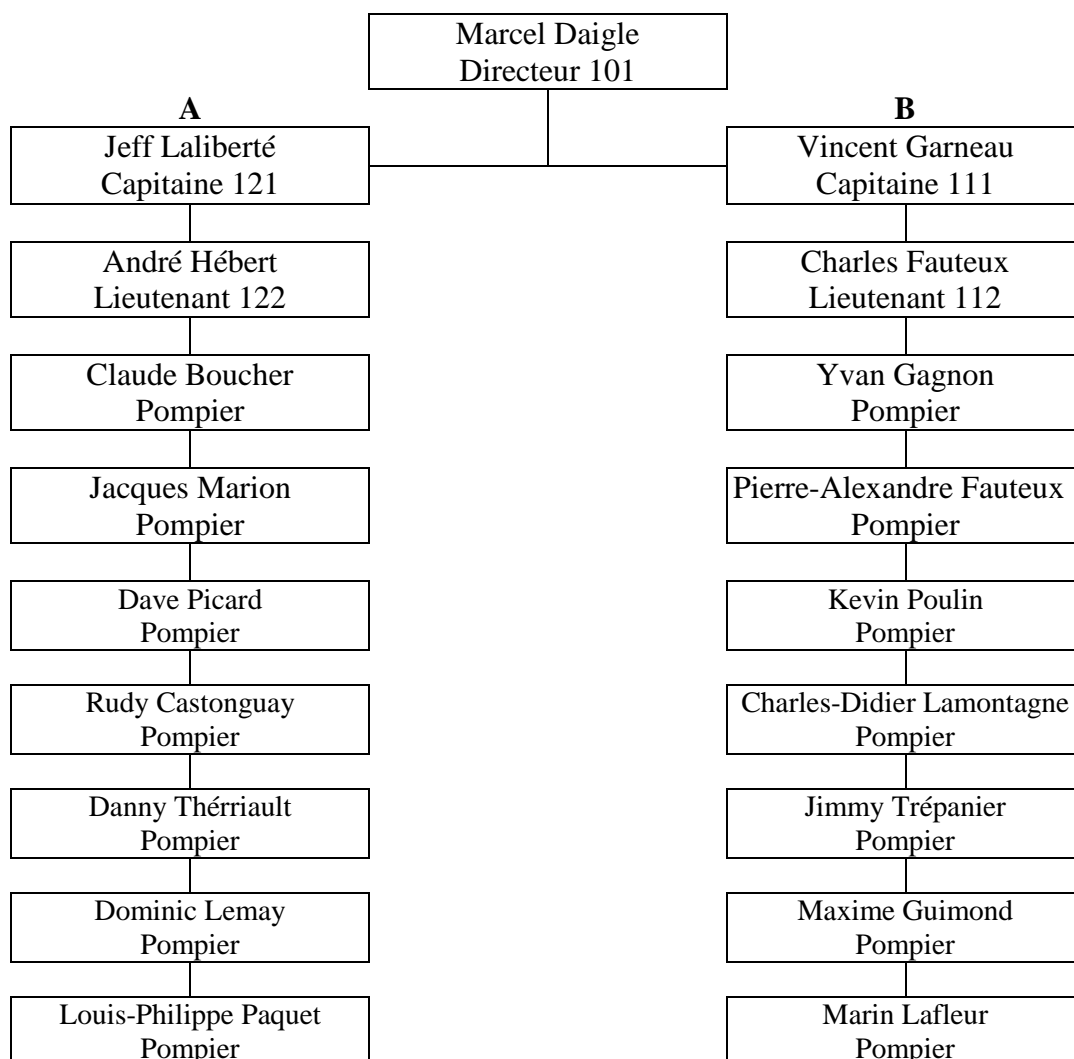 Marcel Daigle
Directeur 101
A
Jeff Laliberté
Capitaine 121
André Hébert
Lieutenant 122
Claude Boucher
Pompier
Jacques Marion
Pompier
Dave Picard
Pompier
Rudy Castonguay
Pompier
Danny Thérriault
Pompier
Dominic Lemay
Pompier
Louis-Philippe Paquet
Pompier
B
Vincent Garneau
Capitaine 111
Charles Fauteux
Lieutenant 112
Yvan Gagnon
Pompier
Pierre-Alexandre Fauteux
Pompier
Kevin Poulin
Pompier
Charles-Didier Lamontagne
Pompier
Jimmy Trépanier
Pompier
Maxime Guimond
Pompier
Marin Lafleur
Pompier